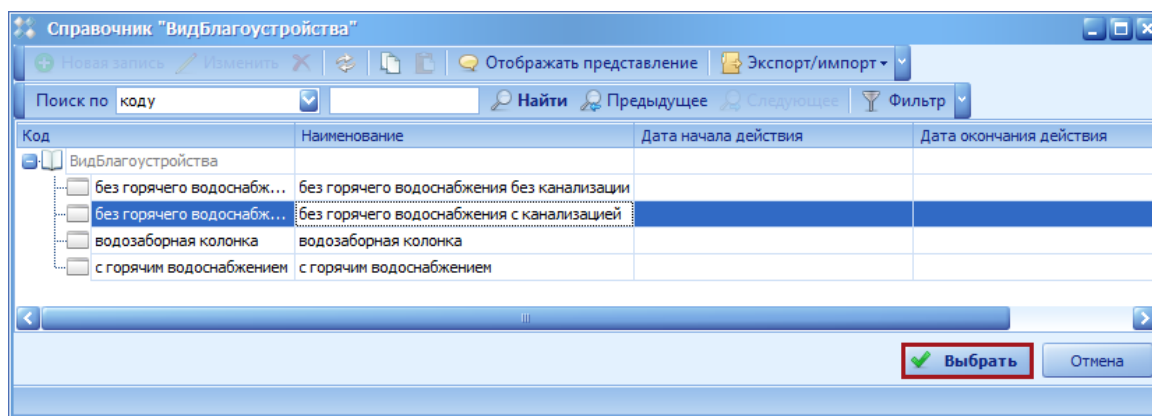 Справочник "ВидБлагоустройства"
Новая запись Изменить Отображать представление Экспорт/импорт
Поиск по коду Найти Предыдущее Следующее Фильтр
Код Наименование Дата начала действия Дата окончания действия
ВидБлагоустройства
без горячего водоснабж... без горячего водоснабжения без канализации
без горячего водоснабж... без горячего водоснабжения с канализацией
водозаборная колонка водозаборная колонка
с горячим водоснабжением с горячим водоснабжением
Выбрать Отмена